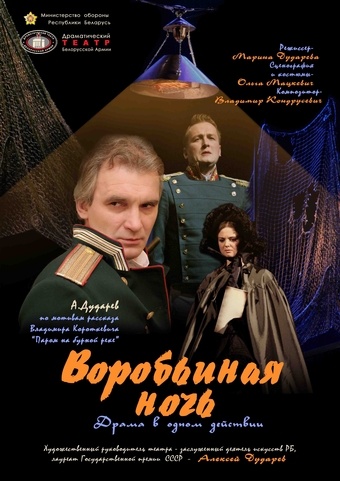 Министерство обороны
Республики Беларусь
Драматический
ТЕАТР
Белорусской Армии
Режиссер-
Марина Дударева
Сценография
и костюмы-
Ольга Мацкевич
Композитор-
Владимир Кондрусевич
А.Дударев
по мотивам рассказа
Владимира Короткевича
"Паром на бурной реке"
Воробьиная
ночь
Драма в одном действии
Художественный руководитель театра - заслуженный деятель искусств РБ,
лауреат Государственной премии СССР - Алексей Дударев